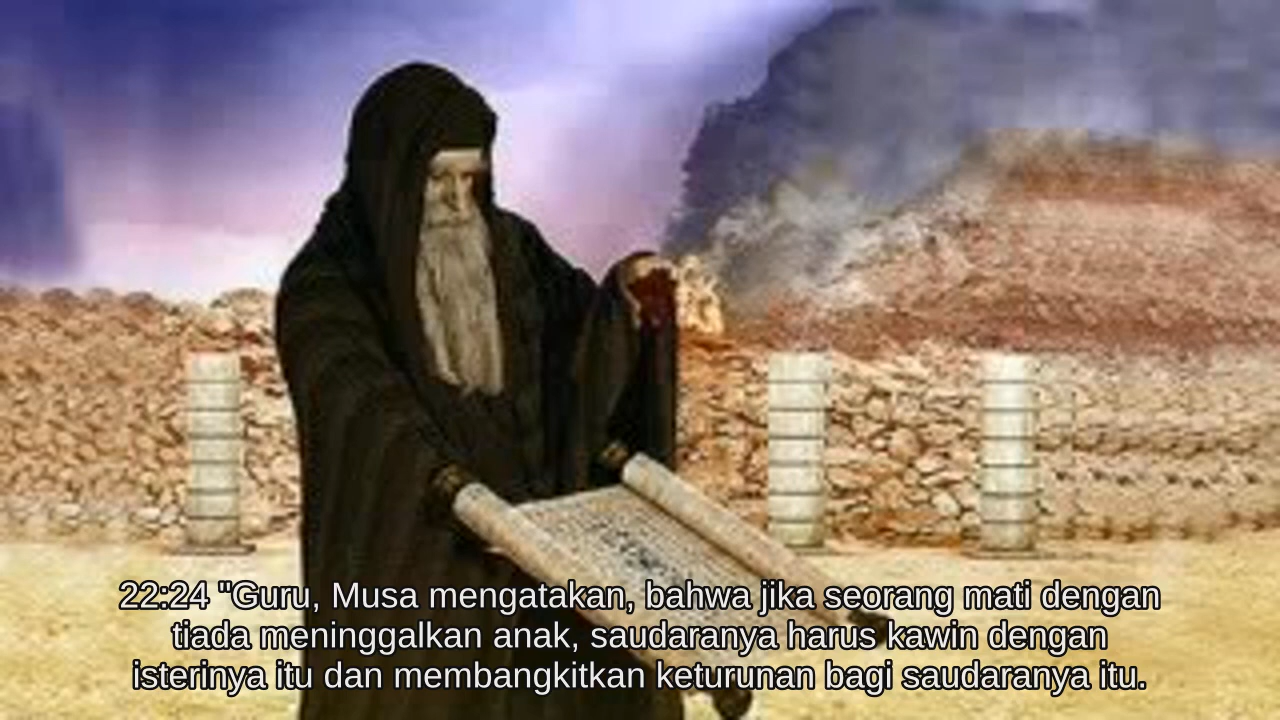 22:24 "Guru, Musa mengatakan, bahwa jika seorang mati dengan
tiada meninggalkan anak, saudaranya harus kawin dengan
isterinya itu dan membangkitkan keturunan bagi saudaranya itu.